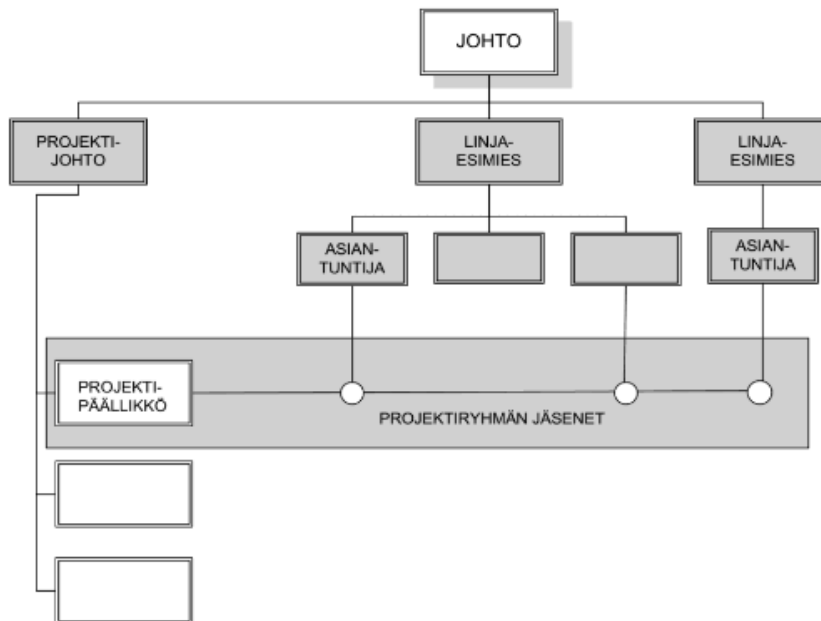 JOHTO
PROJEKTI-
JOHTO
LINJA-
ESIMIES
LINJA-
ESIMIES
ASIAN-
TUNTIJA
ASIAN-
TUNTIJA
PROJEKTI-
PÄÄLLIKKÖ
PROJEKTIRYHMÄN JÄSENET